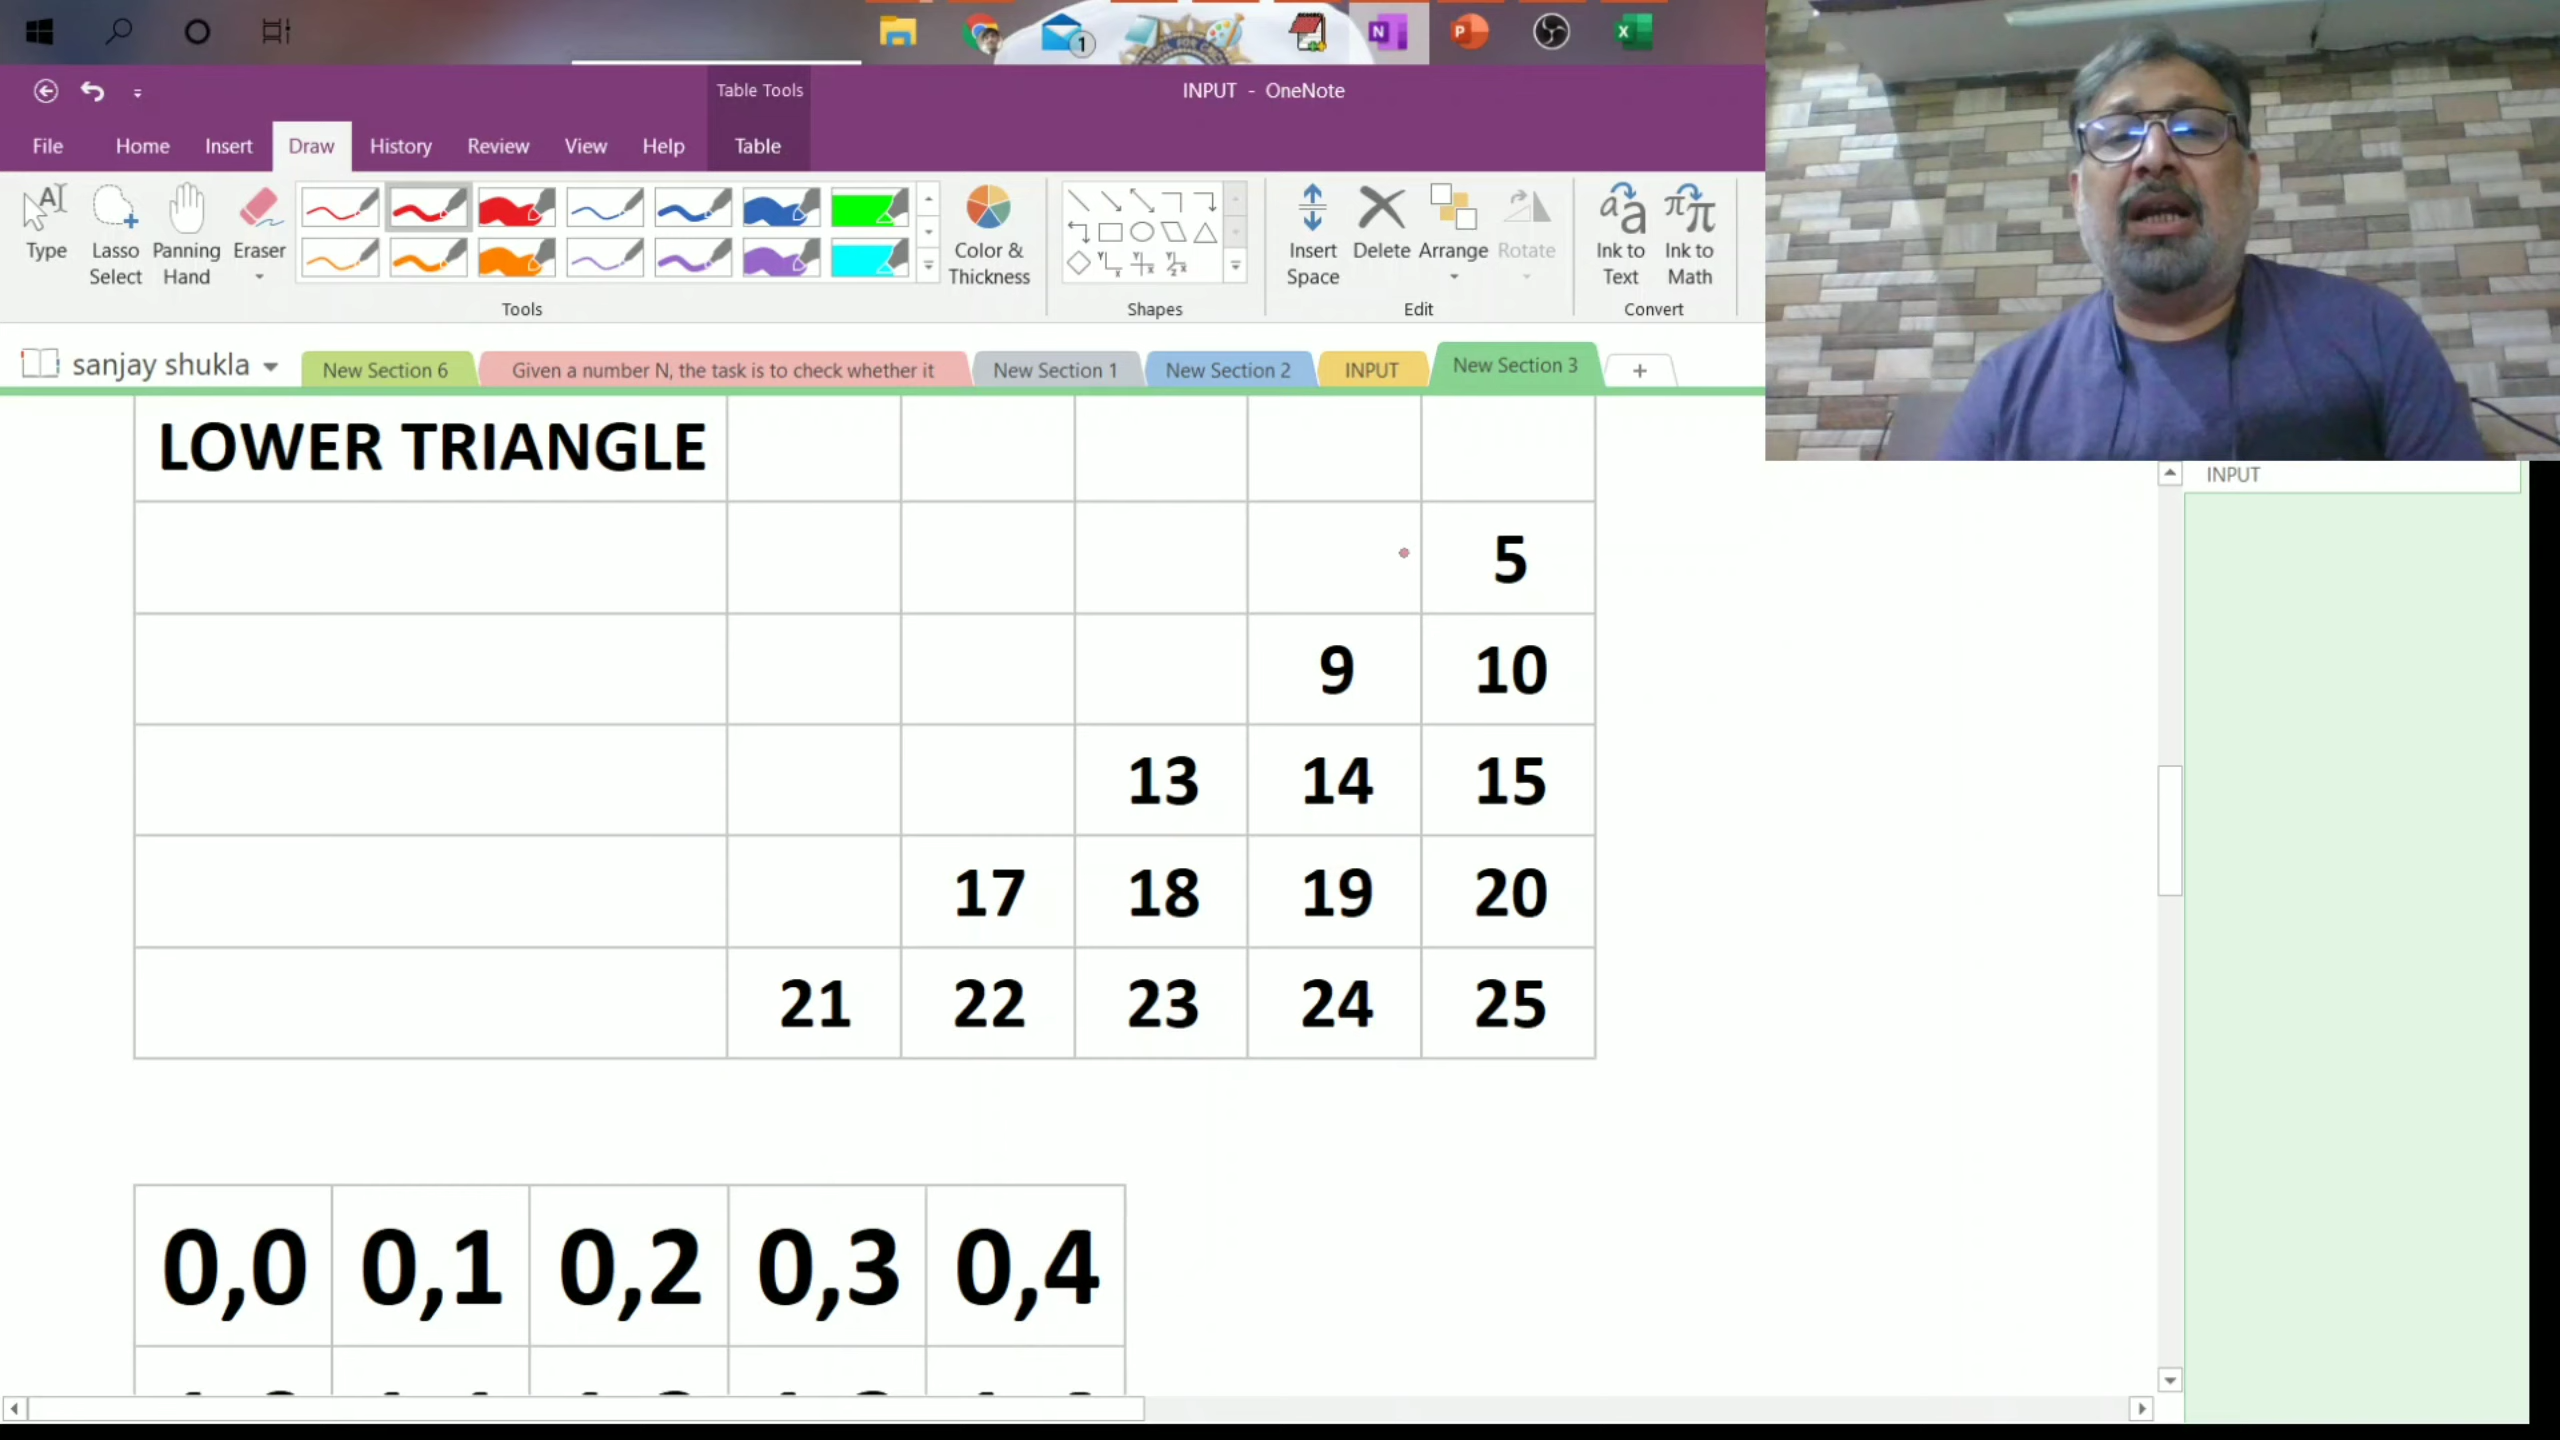 1
Table Tools
INPUT - OneNote
File Home Insert Draw History Review View Help Table
Type
Lasso Select
Panning Hand
Eraser
Color & Thickness
Insert Space
Delete
Arrange
Rotate
Ink to Text
Ink to Math
Tools
Shapes
Edit
Convert
sanjay shukla New Section 6 Given a number N, the task is to check whether it New Section 1 New Section 2 INPUT New Section 3
INPUT
LOWER TRIANGLE
5
9 10
13 14 15
17 18 19 20
21 22 23 24 25
0,0 0,1 0,2 0,3 0,4